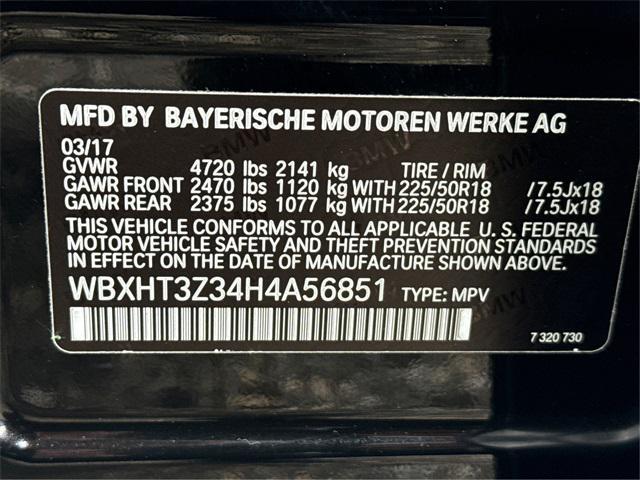 MFD BY BAYERISCHE MOTOREN WERKE AG
03/17
GVWR 4720 lbs 2141 kg TIRE / RIM
GAWR FRONT 2470 lbs 1120 kg WITH 225/50R18 /7.5Jx18
GAWR REAR 2375 lbs 1077 kg WITH 225/50R18 /7.5Jx18
THIS VEHICLE CONFORMS TO ALL APPLICABLE U. S. FEDERAL
MOTOR VEHICLE SAFETY AND THEFT PREVENTION STANDARDS
IN EFFECT ON THE DATE OF MANUFACTURE SHOWN ABOVE.
WBXHT3Z34H4A56851 TYPE: MPV
7 320 730